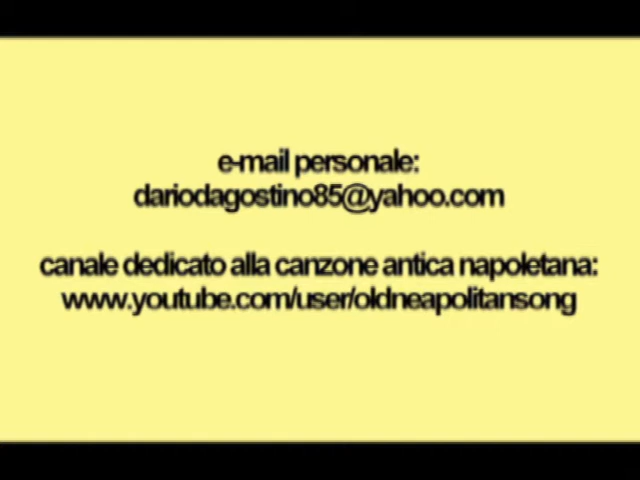 e-mail personale:
dariodagostino85@yahoo.com
canale dedicato alla canzone antica napoletana:
www.youtube.com/user/oldneapolitansong